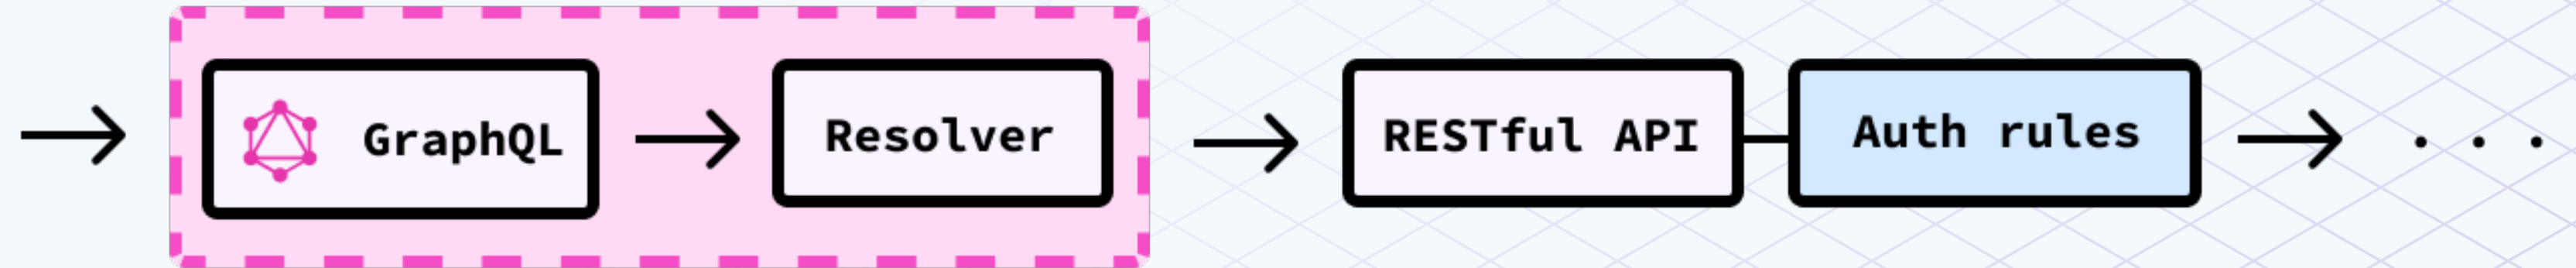 GraphQL
Resolver
RESTful API
Auth rules
. . .